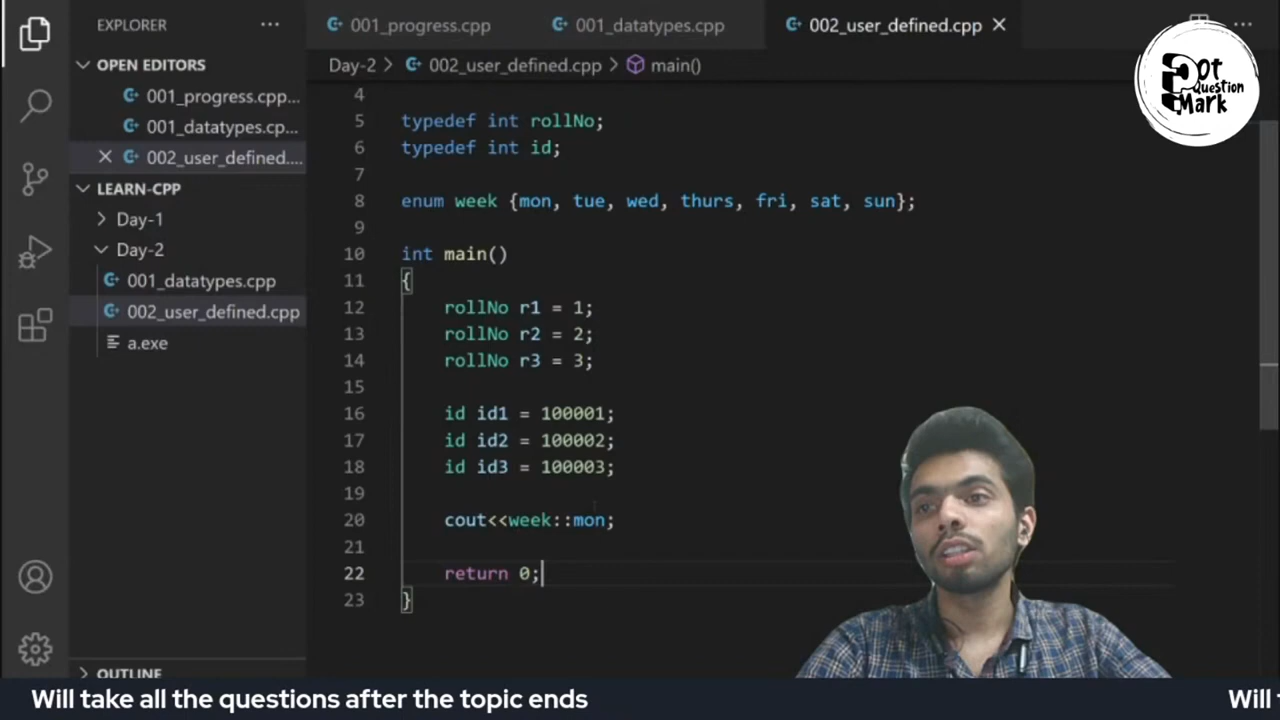 EXPLORER ...
001_progress.cpp
001_datatypes.cpp
002_user_defined.cpp
...
OPEN EDITORS
001_progress.cpp...
001_datatypes.cp...
002_user_defined....
LEARN-CPP
Day-1
Day-2
001_datatypes.cpp
002_user_defined.cpp
a.exe
OUTLINE
Day-2 > 002_user_defined.cpp > main()
4
5 typedef int rollNo;
6 typedef int id;
7
8 enum week {mon, tue, wed, thurs, fri, sat, sun};
9
10 int main()
11 {
12 rollNo r1 = 1;
13 rollNo r2 = 2;
14 rollNo r3 = 3;
15
16 id id1 = 100001;
17 id id2 = 100002;
18 id id3 = 100003;
19
20 cout<<week::mon;
21
22 return 0;
23 }
Dot
Question
Mark
Will take all the questions after the topic ends
Will